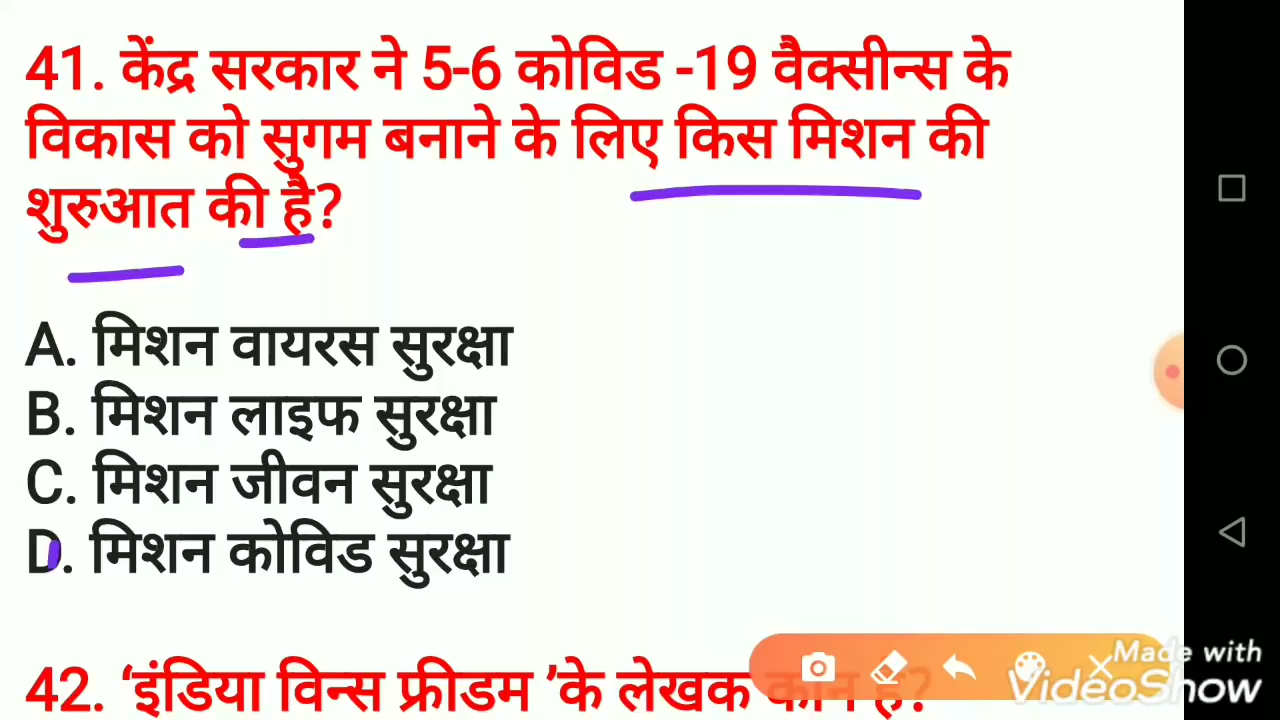 41. केंद्र सरकार ने 5-6 कोविड -19 वैक्सीन्स के
विकास को सुगम बनाने के लिए किस मिशन की
शुरुआत की है?
A. मिशन वायरस सुरक्षा
B. मिशन लाइफ सुरक्षा
C. मिशन जीवन सुरक्षा
D. मिशन कोविड सुरक्षा
42. ‘इंडिया विन्स फ्रीडम ’के लेखक कौन है?
Made with
VideoShow